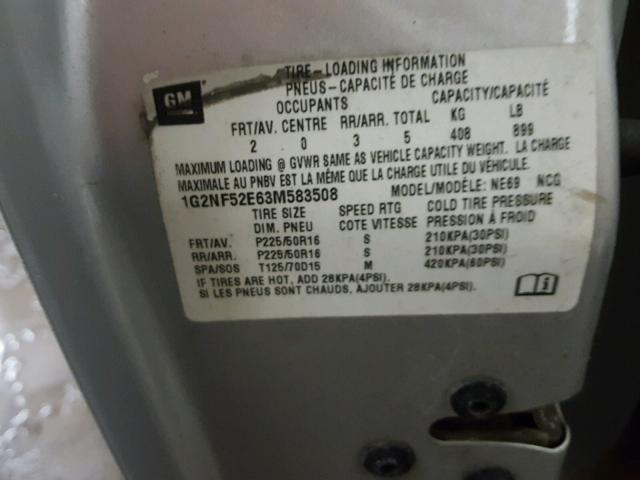 GM
TIRE-LOADING INFORMATION
PNEUS-CAPACITÉ DE CHARGE
OCCUPANTS CAPACITY/CAPACITÉ
FRT/AV. CENTRE RR/ARR. TOTAL KG LB
2 0 3 5 408 899
MAXIMUM LOADING @ GVWR SAME AS VEHICLE CAPACITY WEIGHT. LA CHARGE
MAXIMALE AU PNBV EST LA MÊME QUE LA CHARGE UTILE DU VÉHICULE.
1G2NF52E63M583508 MODEL/MODÈLE: NE69 NCG
TIRE SIZE SPEED RTG COLD TIRE PRESSURE
DIM. PNEU COTE VITESSE PRESSION À FROID
FRT/AV. P225/50R16 S 210KPA(30PSI)
RR/ARR. P225/50R16 S 210KPA(30PSI)
SPA/SOS T125/70D15 M 420KPA(60PSI)
IF TIRES ARE HOT, ADD 28KPA(4PSI).
SI LES PNEUS SONT CHAUDS, AJOUTER 28KPA(4PSI).